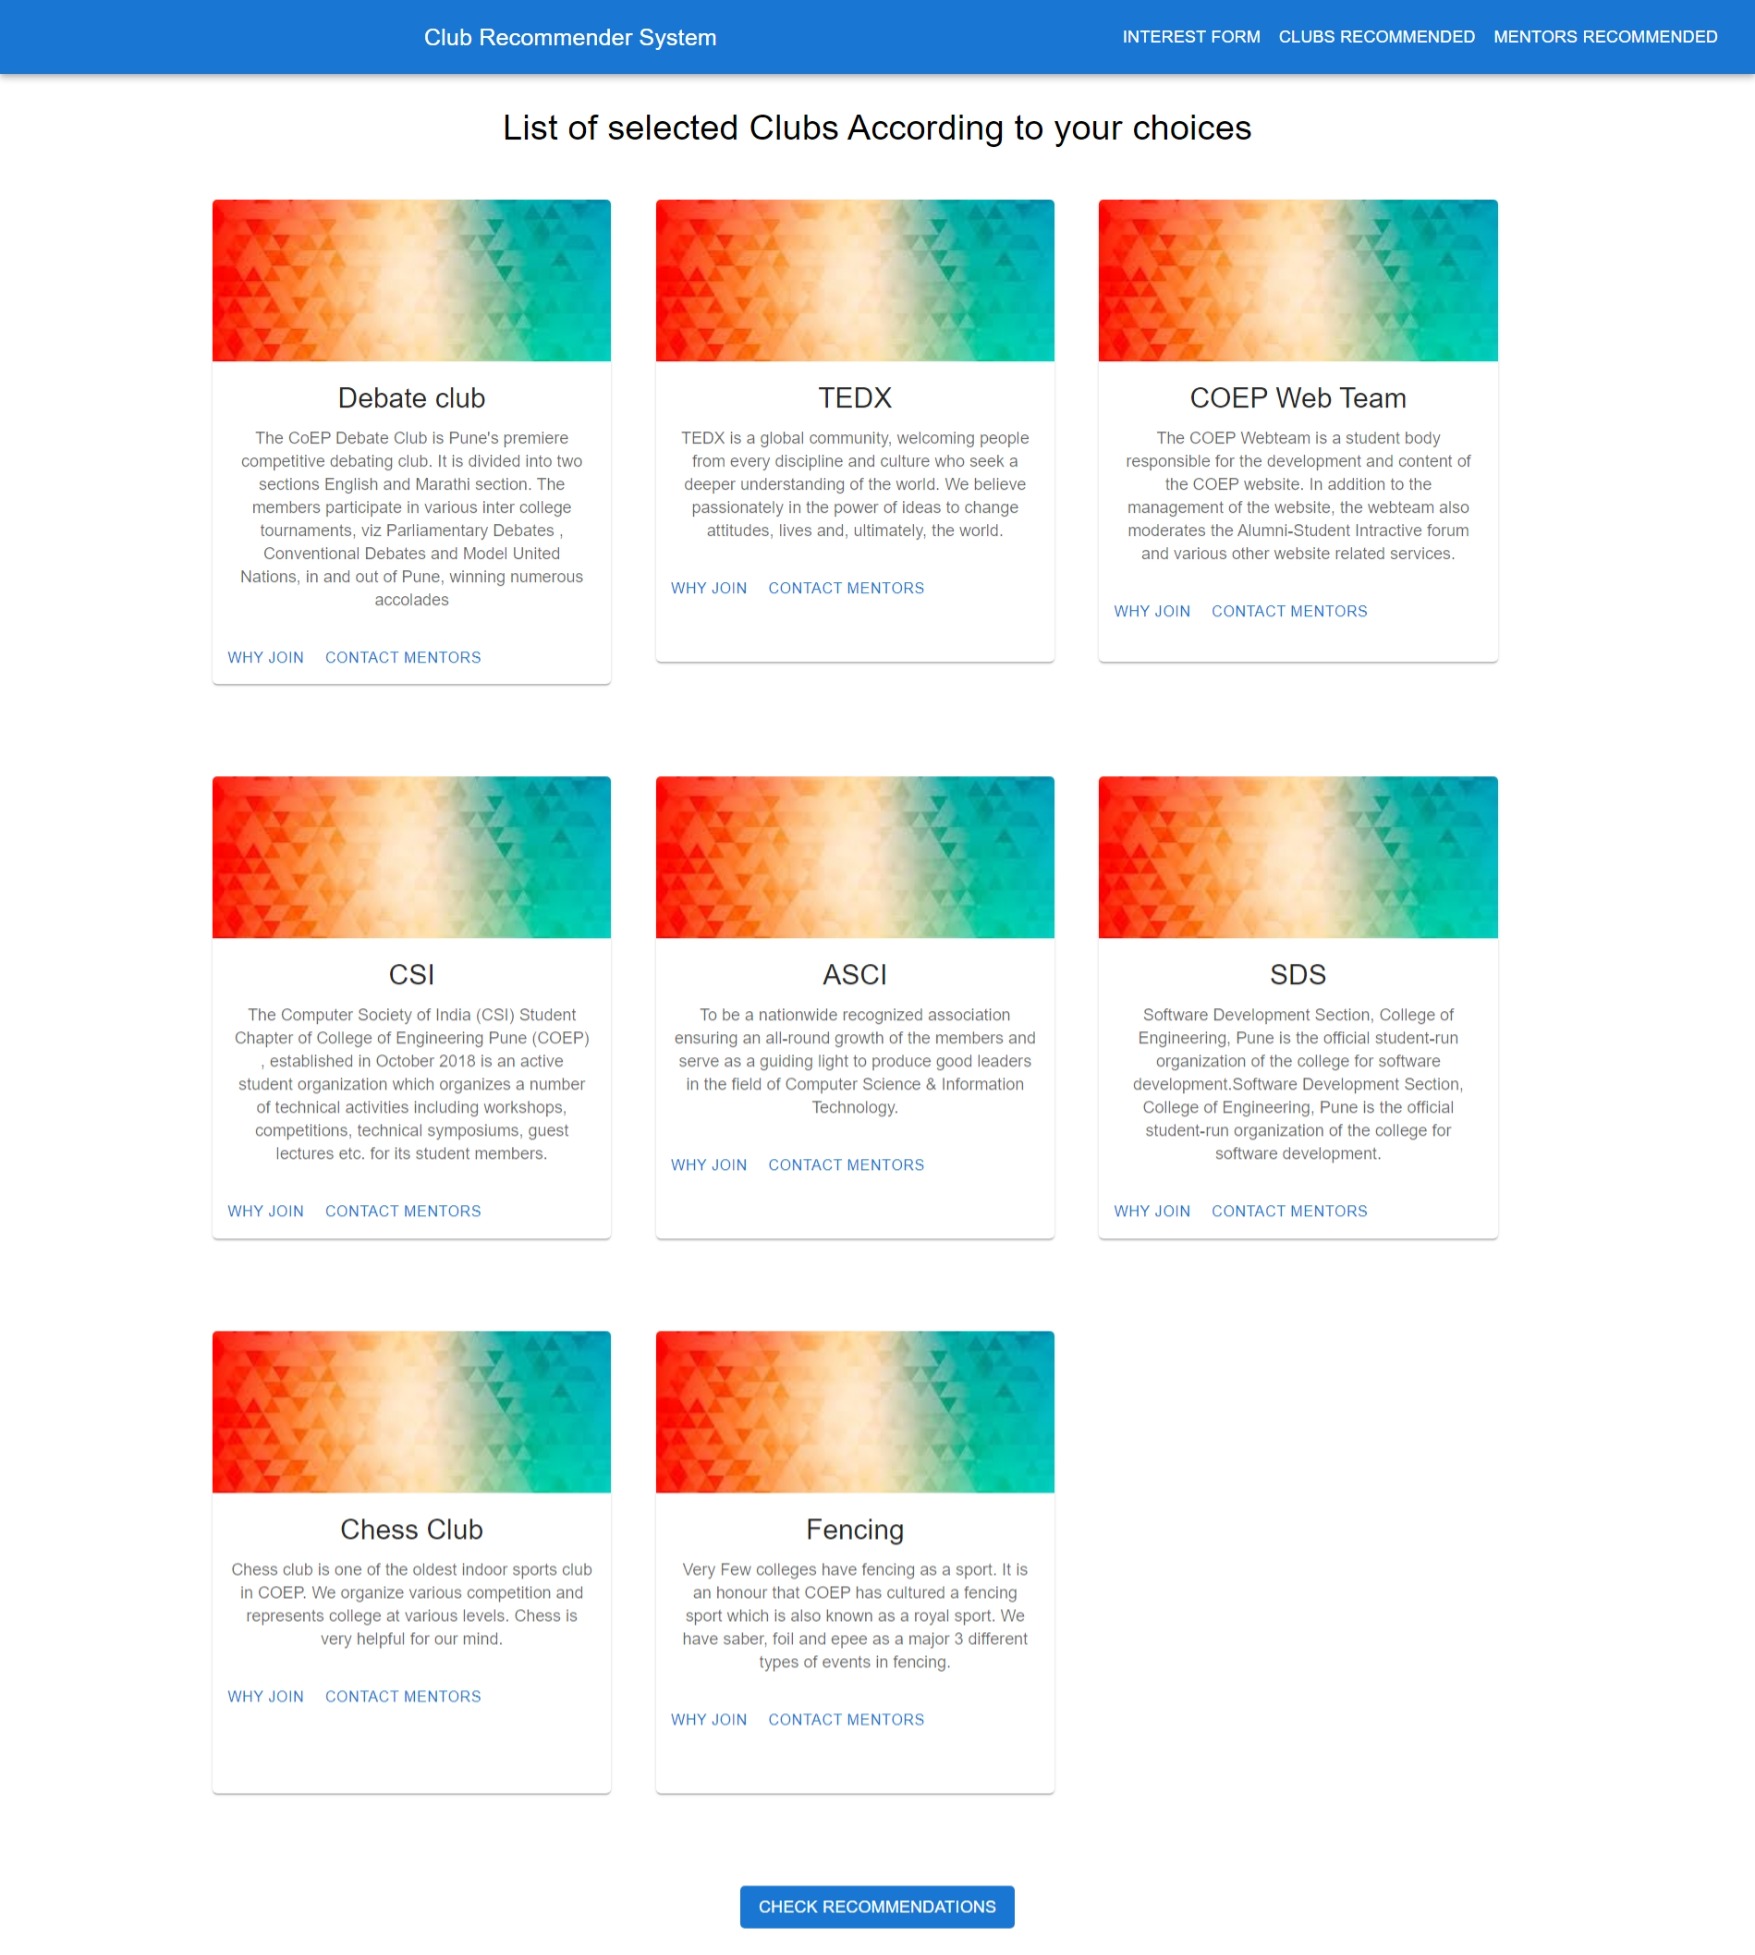 Club Recommender System
INTEREST FORM CLUBS RECOMMENDED MENTORS RECOMMENDED
List of selected Clubs According to your choices
Debate club
The CoEP Debate Club is Pune's premiere
competitive debating club. It is divided into two
sections English and Marathi section. The
members participate in various inter college
tournaments, viz Parliamentary Debates ,
Conventional Debates and Model United
Nations, in and out of Pune, winning numerous
accolades
WHY JOIN CONTACT MENTORS
TEDX
TEDX is a global community, welcoming people
from every discipline and culture who seek a
deeper understanding of the world. We believe
passionately in the power of ideas to change
attitudes, lives and, ultimately, the world.
WHY JOIN CONTACT MENTORS
COEP Web Team
The COEP Webteam is a student body
responsible for the development and content of
the COEP website. In addition to the
management of the website, the webteam also
moderates the Alumni-Student Intractive forum
and various other website related services.
WHY JOIN CONTACT MENTORS
CSI
The Computer Society of India (CSI) Student
Chapter of College of Engineering Pune (COEP)
, established in October 2018 is an active
student organization which organizes a number
of technical activities including workshops,
competitions, technical symposiums, guest
lectures etc. for its student members.
WHY JOIN CONTACT MENTORS
ASCI
To be a nationwide recognized association
ensuring an all-round growth of the members and
serve as a guiding light to produce good leaders
in the field of Computer Science & Information
Technology.
WHY JOIN CONTACT MENTORS
SDS
Software Development Section, College of
Engineering, Pune is the official student-run
organization of the college for software
development.Software Development Section,
College of Engineering, Pune is the official
student-run organization of the college for
software development.
WHY JOIN CONTACT MENTORS
Chess Club
Chess club is one of the oldest indoor sports club
in COEP. We organize various competition and
represents college at various levels. Chess is
very helpful for our mind.
WHY JOIN CONTACT MENTORS
Fencing
Very Few colleges have fencing as a sport. It is
an honour that COEP has cultured a fencing
sport which is also known as a royal sport. We
have saber, foil and epee as a major 3 different
types of events in fencing.
WHY JOIN CONTACT MENTORS
CHECK RECOMMENDATIONS